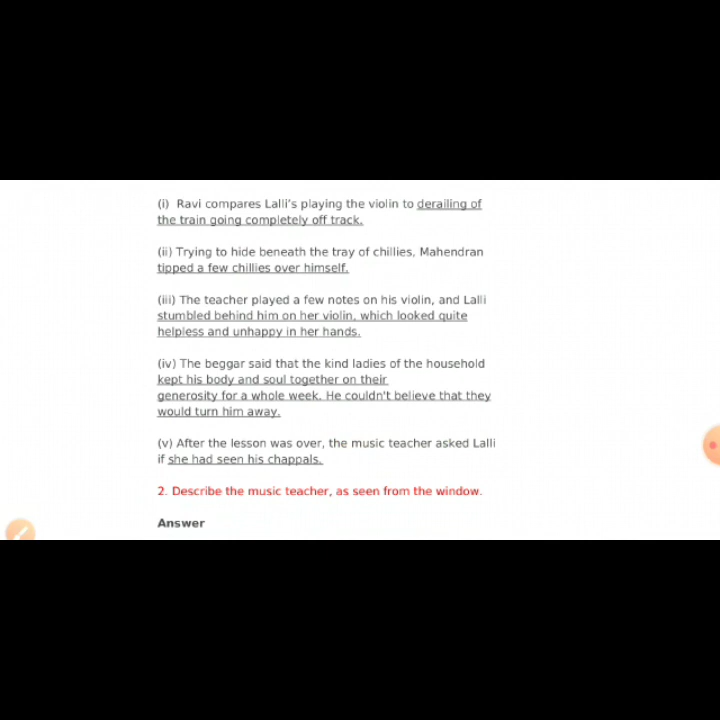 (i) Ravi compares Lalli's playing the violin to derailing of
the train going completely off track.
(ii) Trying to hide beneath the tray of chillies, Mahendran
tipped a few chillies over himself.
(iii) The teacher played a few notes on his violin, and Lalli
stumbled behind him on her violin, which looked quite
helpless and unhappy in her hands.
(iv) The beggar said that the kind ladies of the household
kept his body and soul together on their
generosity for a whole week. He couldn't believe that they
would turn him away.
(v) After the lesson was over, the music teacher asked Lalli
if she had seen his chappals.
2. Describe the music teacher, as seen from the window.
Answer